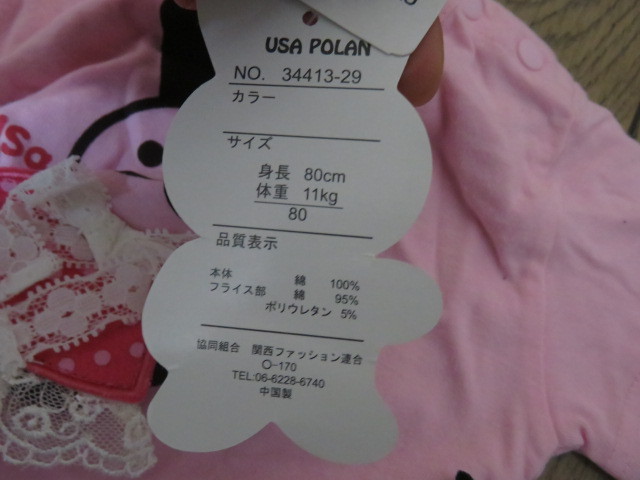 USA POLAN
NO. 34413-29
カラー
サイズ
身長 80cm
体重 11kg
80
品質表示
本体 綿 100%
フライス部 綿 95%
ポリウレタン 5%
協同組合 関西ファッション連合
O-170
TEL:06-6228-6740
中国製
usa